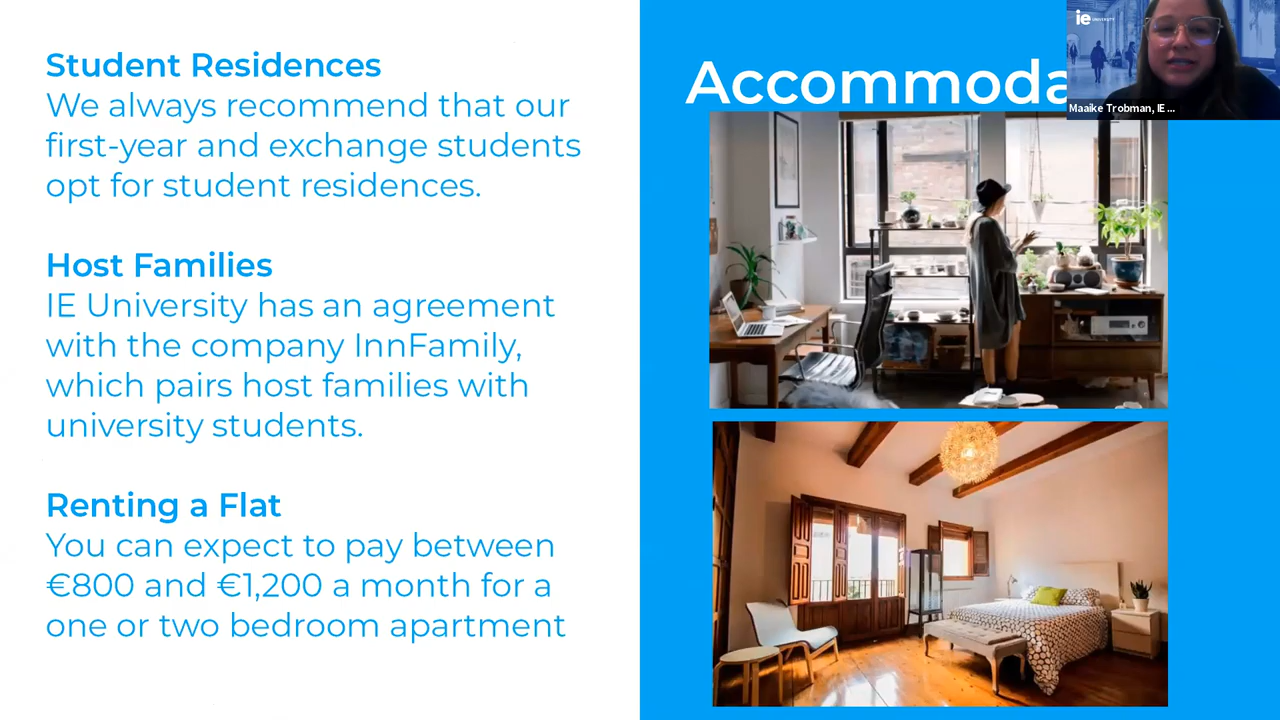 Student Residences
We always recommend that our
first-year and exchange students
opt for student residences.
Host Families
IE University has an agreement
with the company InnFamily,
which pairs host families with
university students.
Renting a Flat
You can expect to pay between
€800 and €1,200 a month for a
one or two bedroom apartment
Accommoda
ie UNIVERSITY
Maaike Trobman, IE ...